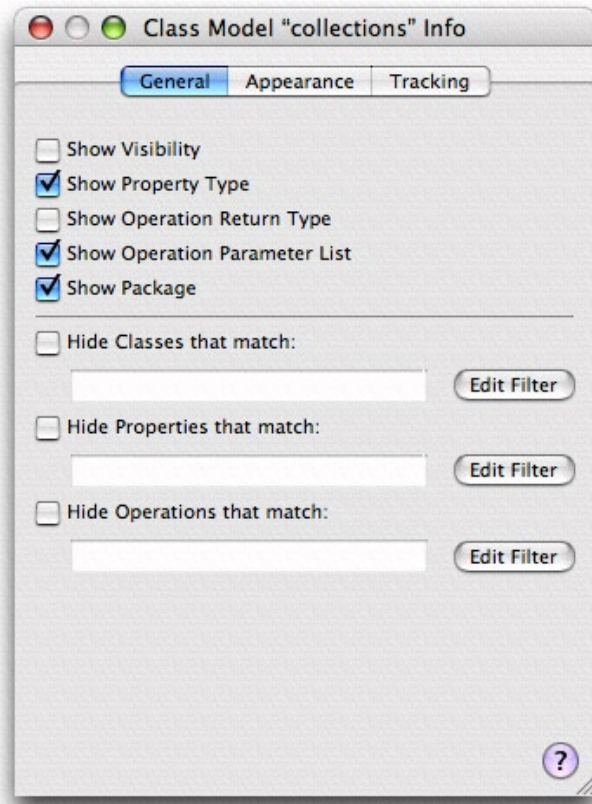 Class Model “collections” Info
General Appearance Tracking
Show Visibility
Show Property Type
Show Operation Return Type
Show Operation Parameter List
Show Package
Hide Classes that match:
Edit Filter
Hide Properties that match:
Edit Filter
Hide Operations that match:
Edit Filter
?